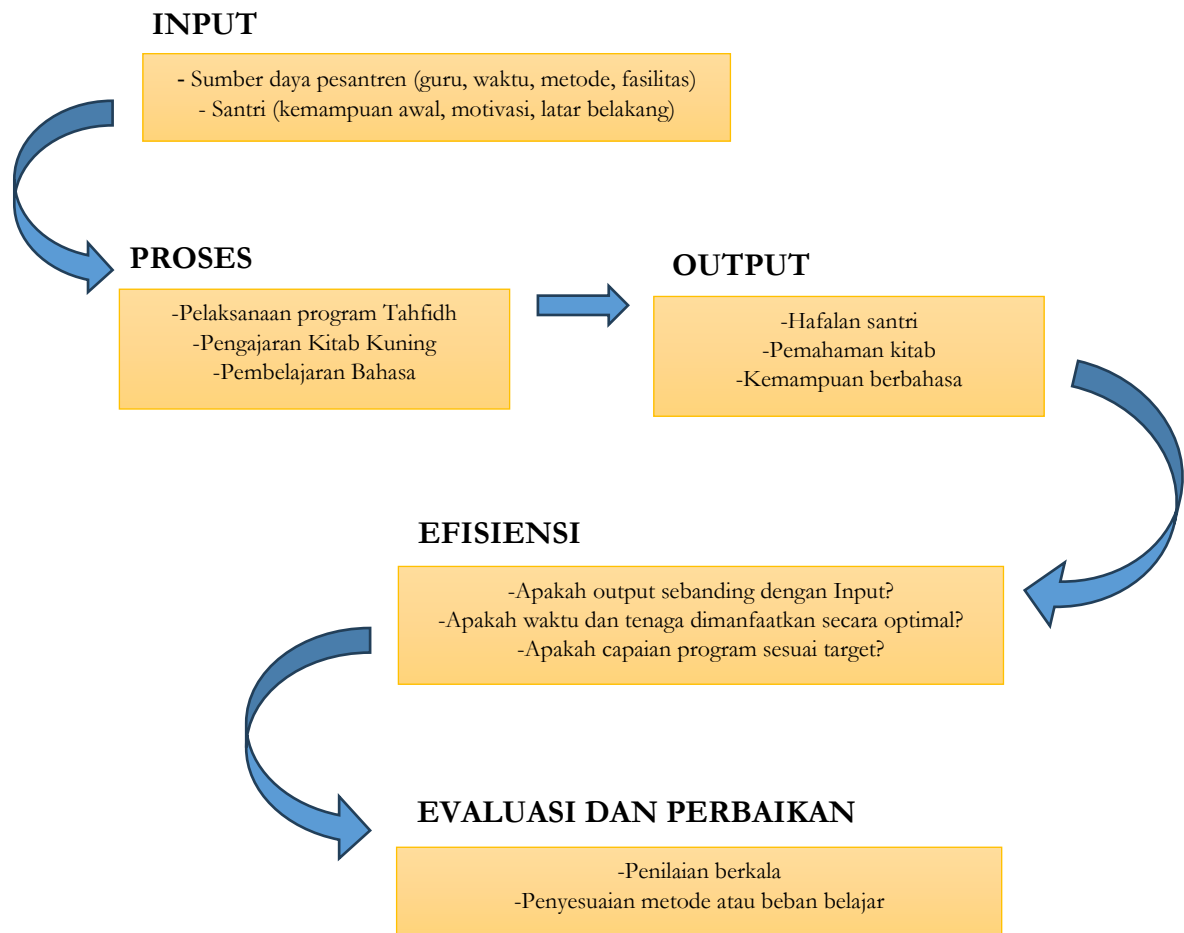 INPUT
- Sumber daya pesantren (guru, waktu, metode, fasilitas)
- Santri (kemampuan awal, motivasi, latar belakang)
PROSES
-Pelaksanaan program Tahfidh
-Pengajaran Kitab Kuning
-Pembelajaran Bahasa
OUTPUT
-Hafalan santri
-Pemahaman kitab
-Kemampuan berbahasa
EFISIENSI
-Apakah output sebanding dengan Input?
-Apakah waktu dan tenaga dimanfaatkan secara optimal?
-Apakah capaian program sesuai target?
EVALUASI DAN PERBAIKAN
-Penilaian berkala
-Penyesuaian metode atau beban belajar